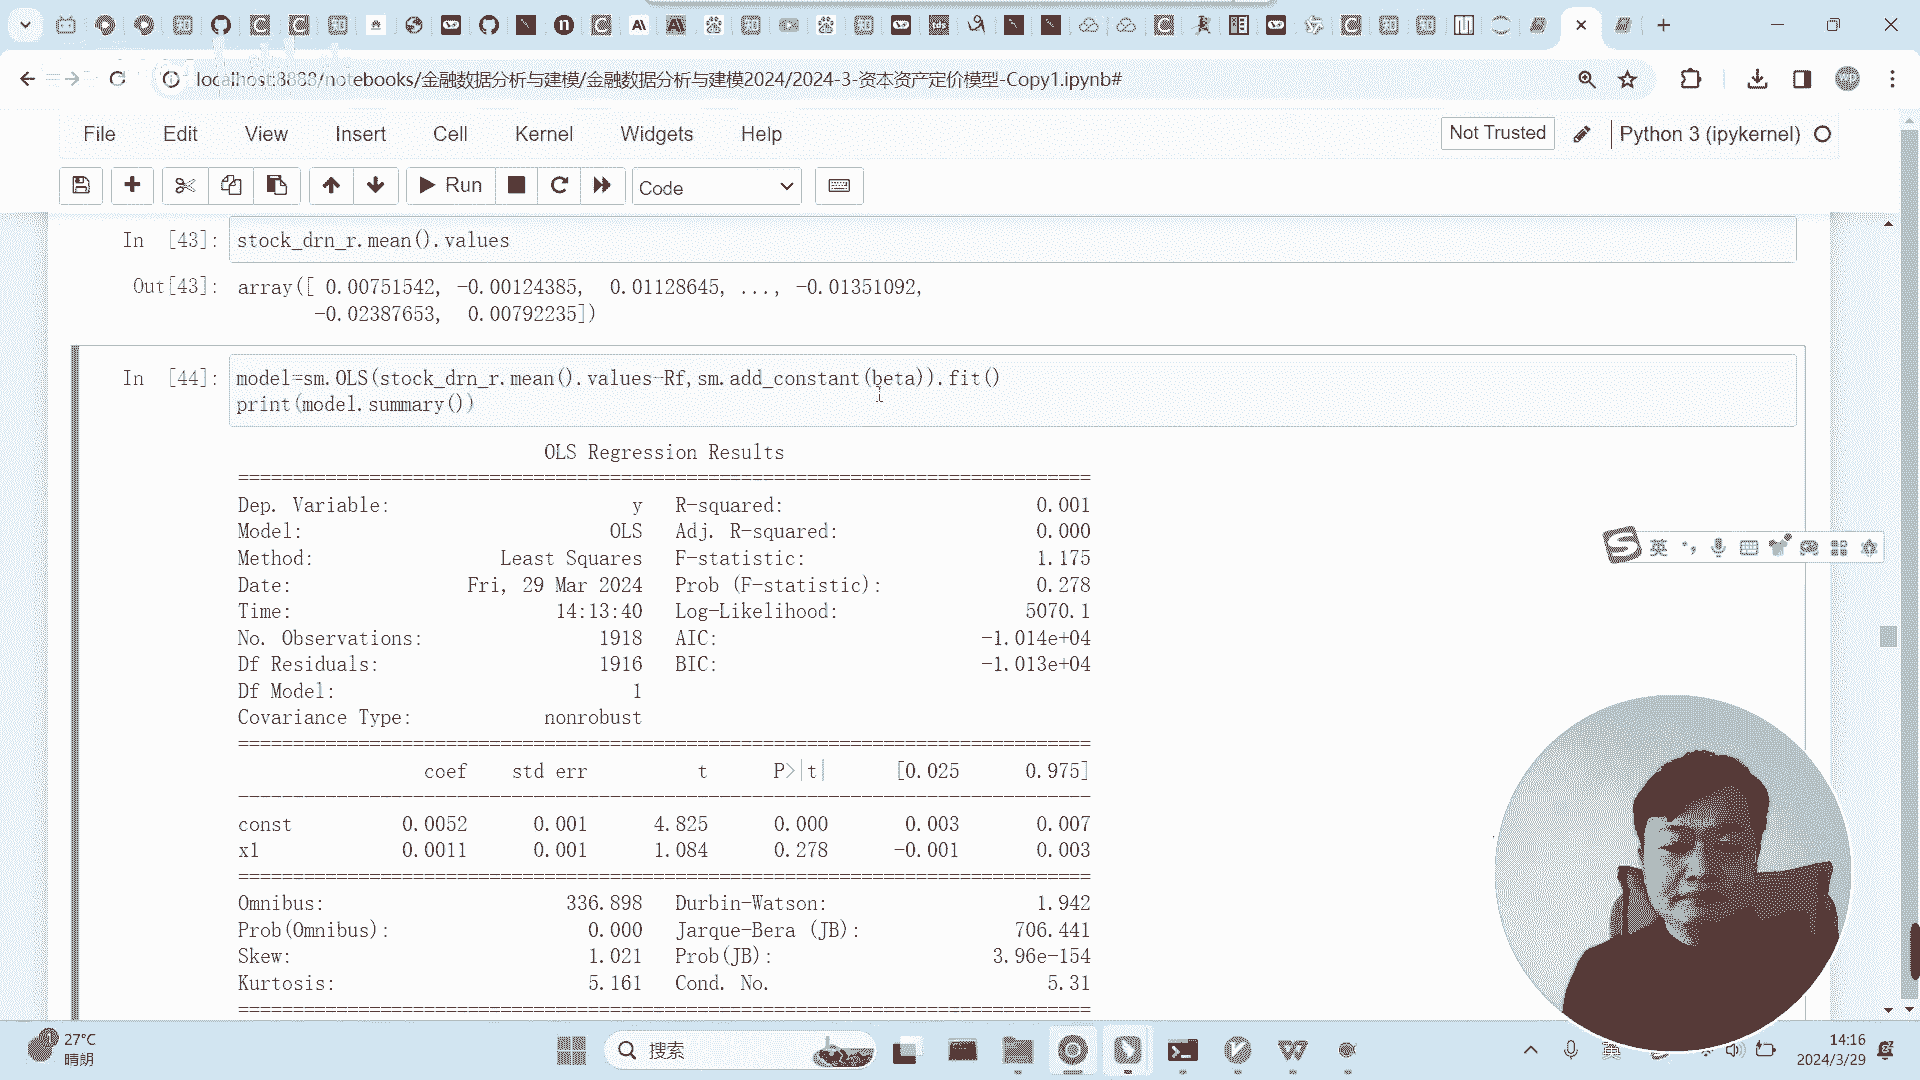 localhost:8888/notebooks/金融数据分析与建模/金融数据分析与建模2024/2024-3-资本资产定价模型-Copy1.ipynb#
File Edit View Insert Cell Kernel Widgets Help Not Trusted Python 3 (ipykernel)
Run Code
In [43]: stock_drn_r.mean().values
Out[43]: array([ 0.00751542, -0.00124385, 0.01128645, ..., -0.01351092,
-0.02387653, 0.00792235])
In [44]: model=sm.OLS(stock_drn_r.mean().values-Rf,sm.add_constant(beta)).fit()
print(model.summary())
OLS Regression Results
Dep. Variable: y R-squared: 0.001
Model: OLS Adj. R-squared: 0.000
Method: Least Squares F-statistic: 1.175
Date: Fri, 29 Mar 2024 Prob (F-statistic): 0.278
Time: 14:13:40 Log-Likelihood: 5070.1
No. Observations: 1918 AIC: -1.014e+04
Df Residuals: 1916 BIC: -1.013e+04
Df Model: 1
Covariance Type: nonrobust
coef std err t P>|t| [0.025 0.975]
const 0.0052 0.001 4.825 0.000 0.003 0.007
x1 0.0011 0.001 1.084 0.278 -0.001 0.003
Omnibus: 336.898 Durbin-Watson: 1.942
Prob(Omnibus): 0.000 Jarque-Bera (JB): 706.441
Skew: 1.021 Prob(JB): 3.96e-154
Kurtosis: 5.161 Cond. No. 5.31
英
27°C
晴朗
搜索
英
14:16
2024/3/29